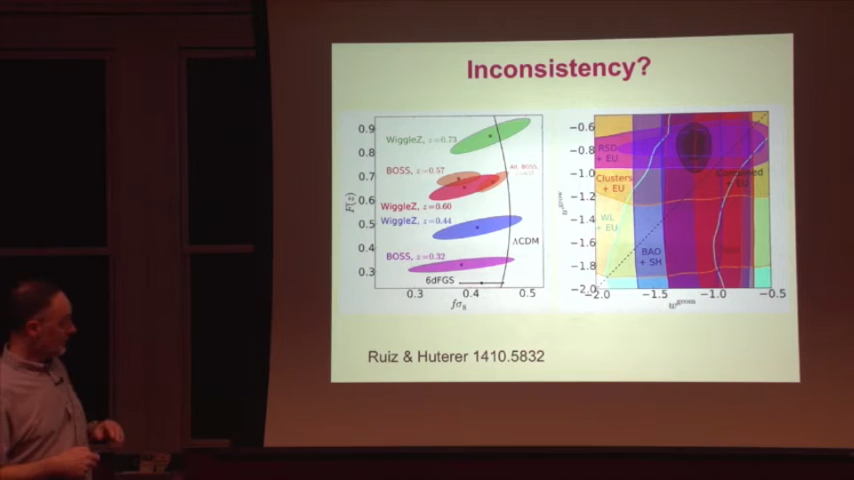 Inconsistency?
0.9
0.8
0.7
0.6
0.5
0.4
0.3
F(z)
WiggleZ, z=0.73
BOSS, z=0.57
WiggleZ, z=0.60
WiggleZ, z=0.44
BOSS, z=0.32
6dFGS
ΛCDM
0.3 0.4 0.5
fσ₈
−0.6
−0.8
−1.0
−1.2
−1.4
−1.6
−1.8
−2.0
RSD
+ EU
Clusters
+ EU
WL
+ EU
BAO
+ SH
Combined
EU
−2.0 −1.5 −1.0 −0.5
w^geom
Ruiz & Huterer 1410.5832